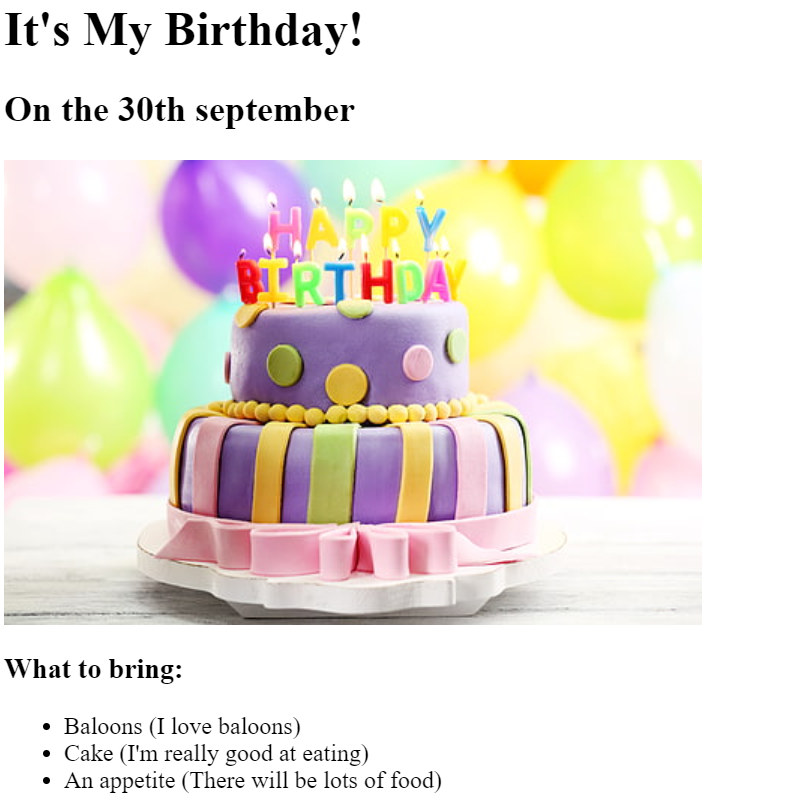 It's My Birthday!
On the 30th september
HAPPY
BIRTHDAY
What to bring:
Baloons (I love baloons)
Cake (I'm really good at eating)
An appetite (There will be lots of food)